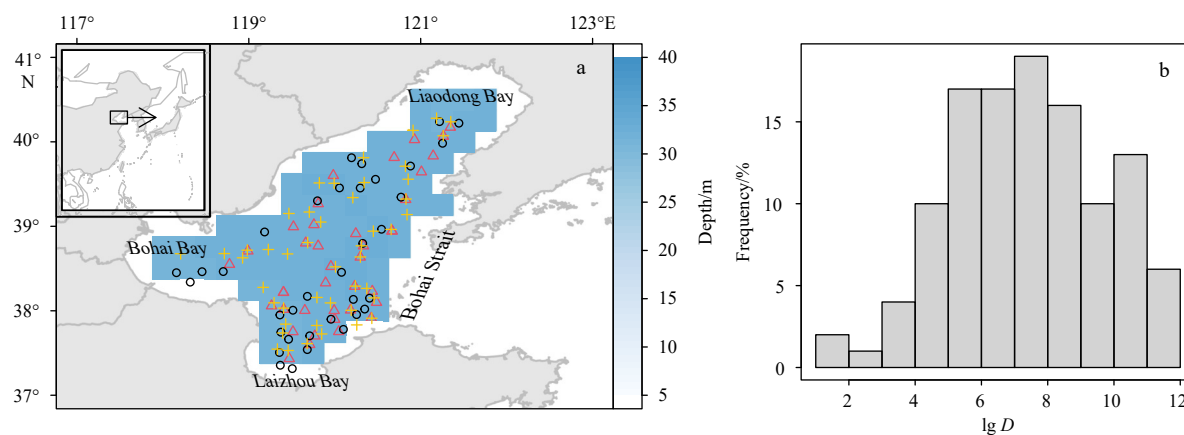 117°
119°
121°
123°E
41°
N
40°
39°
38°
37°
a
Liaodong Bay
Bohai Bay
Bohai Strait
Laizhou Bay
40
35
30
25
20
15
10
5
Depth/m
b
Frequency/%
15
10
5
0
2
4
6
8
10
12
lg D